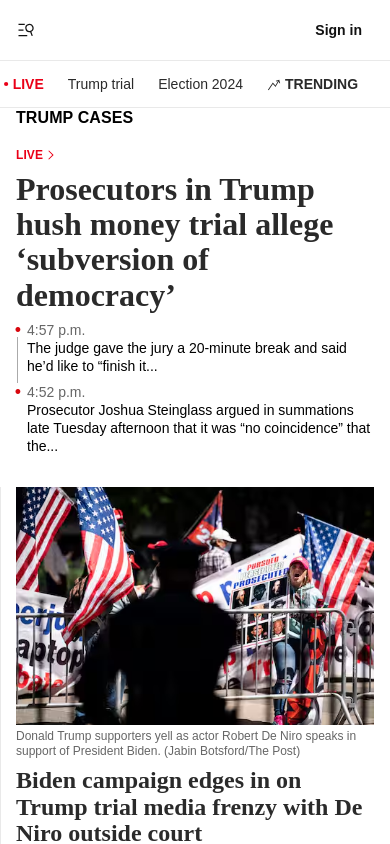 Sign in
• LIVE Trump trial Election 2024 TRENDING
TRUMP CASES
LIVE
Prosecutors in Trump
hush money trial allege
‘subversion of
democracy’
4:57 p.m.
The judge gave the jury a 20-minute break and said
he’d like to “finish it...
4:52 p.m.
Prosecutor Joshua Steinglass argued in summations
late Tuesday afternoon that it was “no coincidence” that
the...
PURSUED
PROSECUTED
Donald Trump supporters yell as actor Robert De Niro speaks in
support of President Biden. (Jabin Botsford/The Post)
Biden campaign edges in on
Trump trial media frenzy with De
Niro outside court